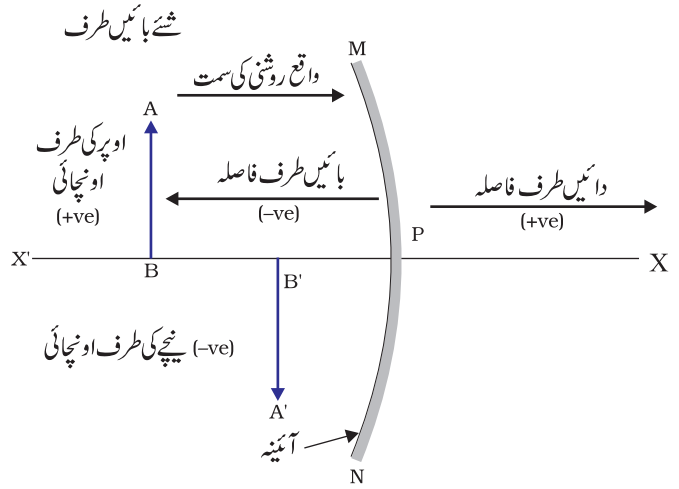 شئے بائیں طرف
M
واقع روشنی کی سمت
A
اوپر کی طرف
اونچائی
(+ve)
بائیں طرف فاصلہ
(–ve)
دائیں طرف فاصلہ
(+ve)
P
X'
B
B'
X
نیچے کی طرف اونچائی (–ve)
A'
آئینہ
N